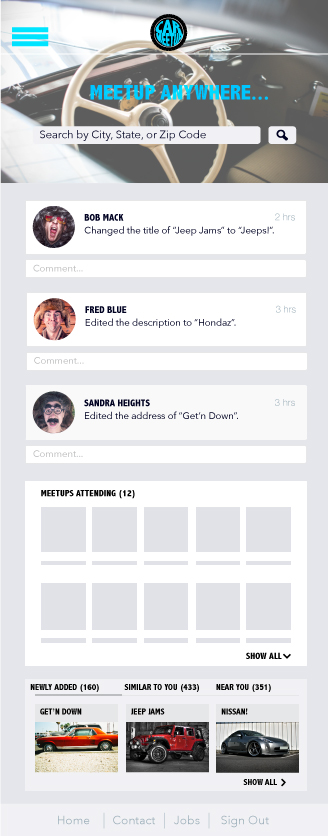 CAR
MEETUP
MEETUP ANYWHERE...
Search by City, State, or Zip Code
BOB MACK 2 hrs
Changed the title of “Jeep Jams” to “Jeeps!”.
Comment...
FRED BLUE 3 hrs
Edited the description to “Hondaz”.
Comment...
SANDRA HEIGHTS 3 hrs
Edited the address of “Get’n Down”.
Comment...
MEETUPS ATTENDING (12)
SHOW ALL
NEWLY ADDED (160) SIMILAR TO YOU (433) NEAR YOU (351)
GET’N DOWN JEEP JAMS NISSAN!
SHOW ALL
Home | Contact | Jobs | Sign Out